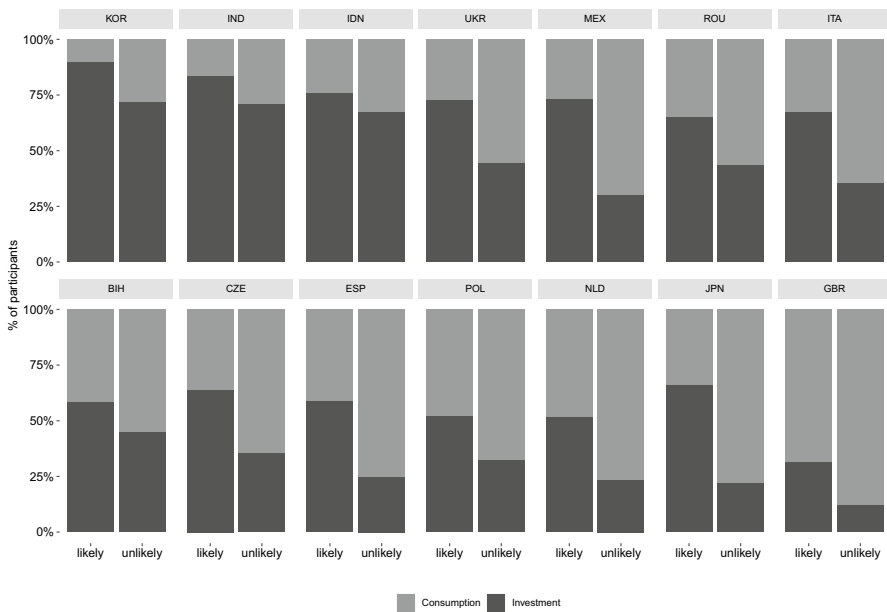 KOR IND IDN UKR MEX ROU ITA
100%
75%
50%
25%
0%
% of participants
BIH CZE ESP POL NLD JPN GBR
100%
75%
50%
25%
0%
likely unlikely likely unlikely likely unlikely likely unlikely likely unlikely likely unlikely likely unlikely
Consumption Investment